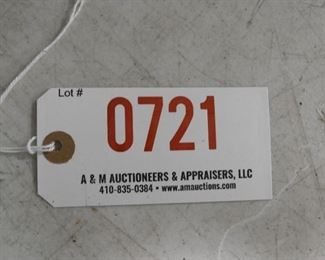 Lot #
0721
A & M AUCTIONEERS & APPRAISERS, LLC
410-835-0384 • www.amauctions.com